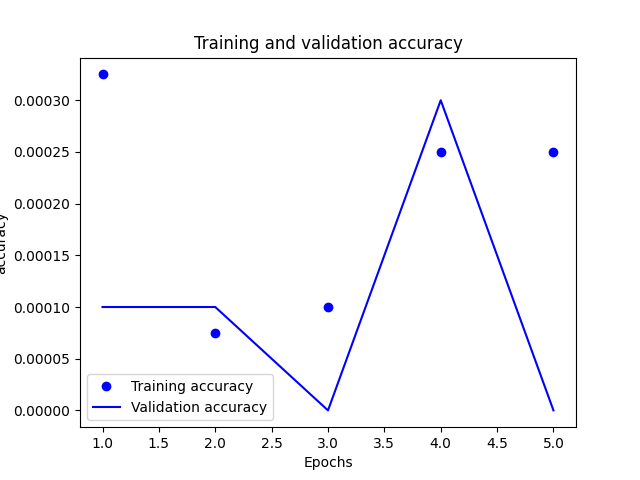 Training and validation accuracy
0.00030
0.00025
0.00020
0.00015
0.00010
0.00005
0.00000
accuracy
Training accuracy
Validation accuracy
1.0 1.5 2.0 2.5 3.0 3.5 4.0 4.5 5.0
Epochs